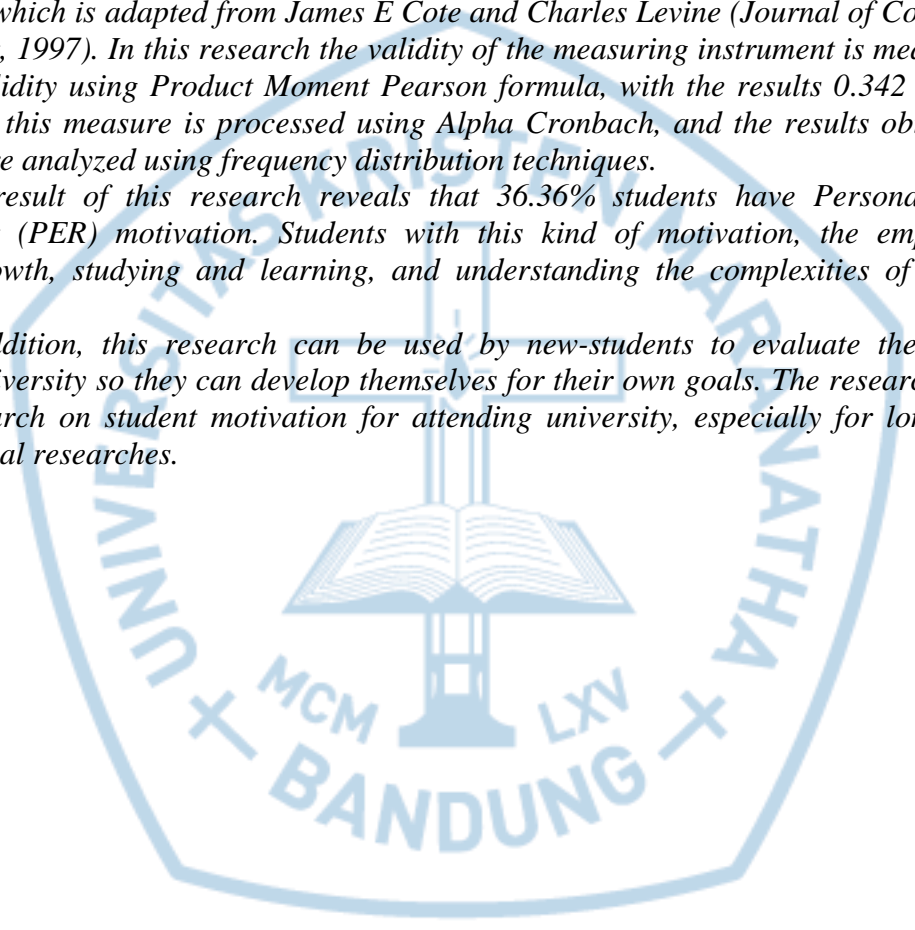 which is adapted from James E Cote and Charles Levine (Journal of Co
, 1997). In this research the validity of the measuring instrument is mea
lidity using Product Moment Pearson formula, with the results 0.342
this measure is processed using Alpha Cronbach, and the results ob
re analyzed using frequency distribution techniques.
result of this research reveals that 36.36% students have Persona
(PER) motivation. Students with this kind of motivation, the emp
owth, studying and learning, and understanding the complexities of
ddition, this research can be used by new-students to evaluate the
iversity so they can develop themselves for their own goals. The researc
arch on student motivation for attending university, especially for lon
al researches.
UNIVERSITAS KRISTEN MARANATHA
MCM LXV
BANDUNG